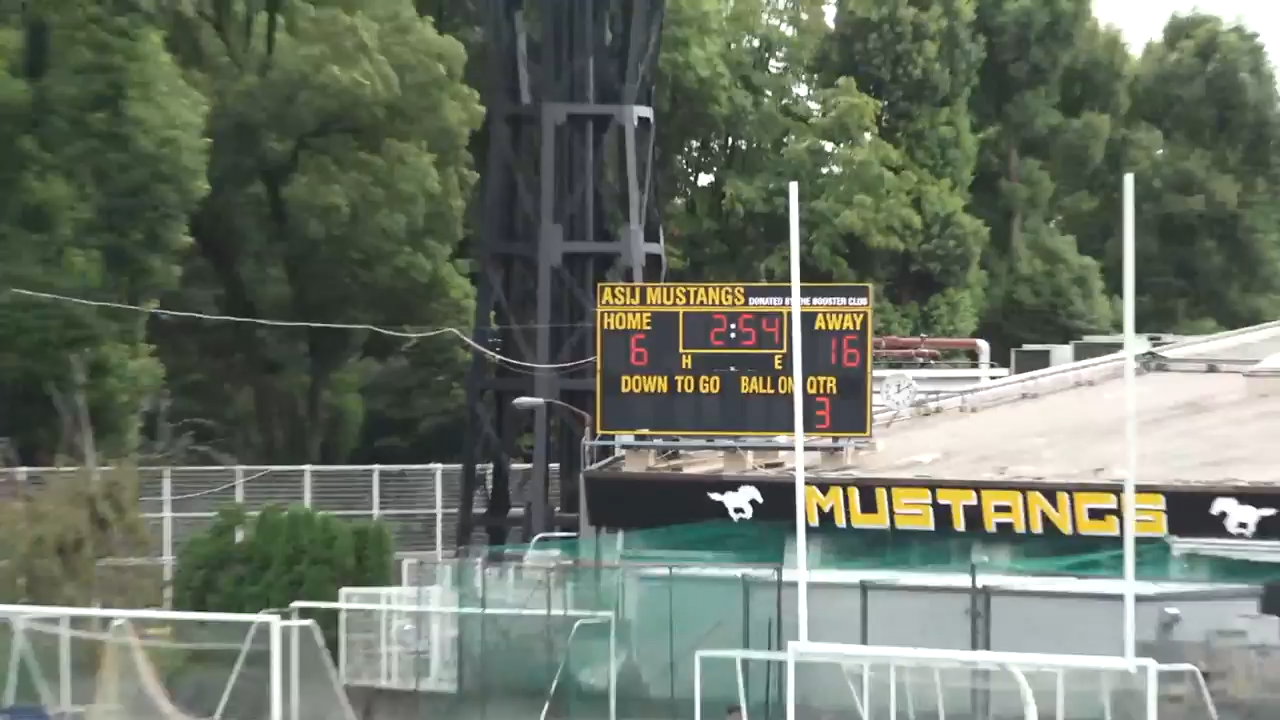 ASIJ MUSTANGS DONATED BY THE BOOSTER CLUB
HOME 2:54 AWAY
6 H E 16
DOWN TO GO BALL ON QTR
3
MUSTANGS